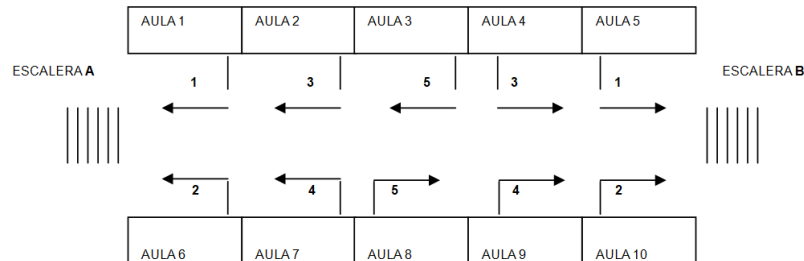 AULA 1 AULA 2 AULA 3 AULA 4 AULA 5
ESCALERA A ESCALERA B
1 3 5 3 1
2 4 5 4 2
AULA 6 AULA 7 AULA 8 AULA 9 AULA 10